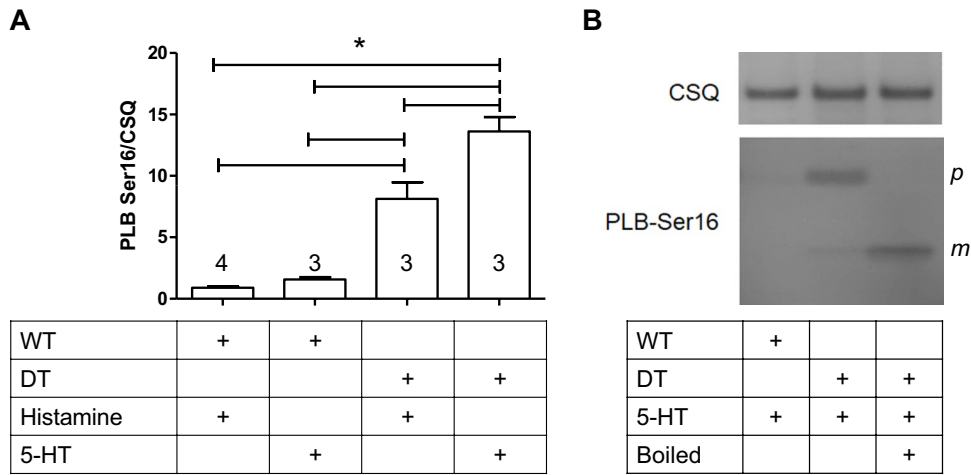 A
B
*
20
15
10
5
0
PLB Ser16/CSQ
4 3 3 3
WT + +
DT + +
Histamine + +
5-HT + +
CSQ
p
PLB-Ser16
m
WT +
DT + +
5-HT + + +
Boiled +